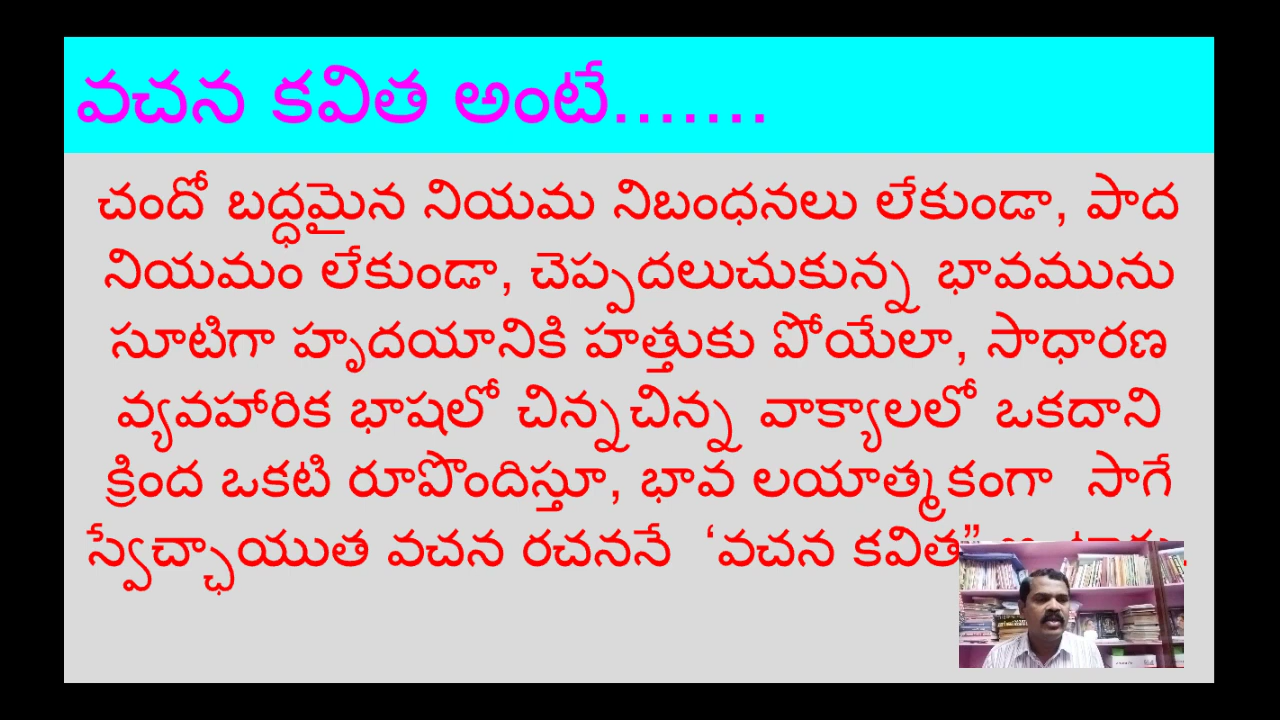 వచన కవిత అంటే.......
చందో బద్ధమైన నియమ నిబంధనలు లేకుండా, పాద
నియమం లేకుండా, చెప్పదలుచుకున్న భావమును
సూటిగా హృదయానికి హత్తుకు పోయేలా, సాధారణ
వ్యవహారిక భాషలో చిన్నచిన్న వాక్యాలలో ఒకదాని
క్రింద ఒకటి రూపొందిస్తూ, భావ లయాత్మకంగా సాగే
స్వేచ్ఛాయుత వచన రచననే ‘వచన కవిత”